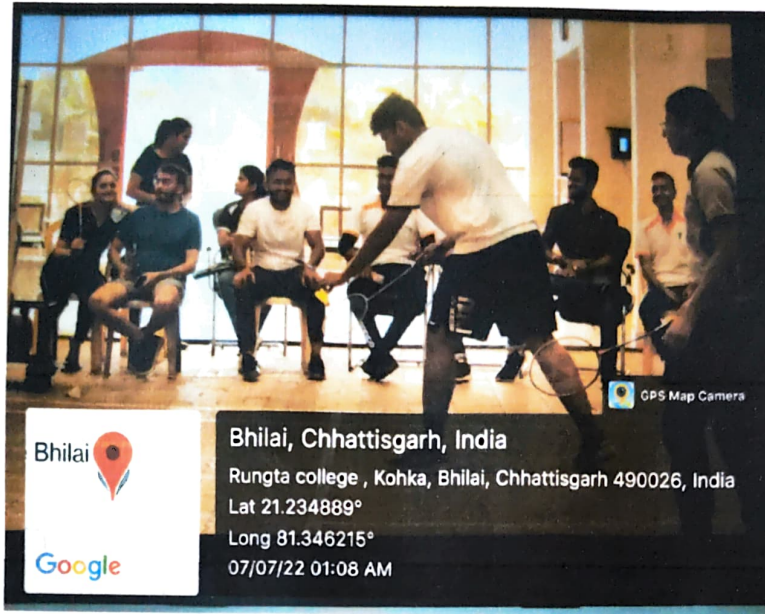 GPS Map Camera
Bhilai
Google
Bhilai, Chhattisgarh, India
Rungta college , Kohka, Bhilai, Chhattisgarh 490026, India
Lat 21.234889°
Long 81.346215°
07/07/22 01:08 AM